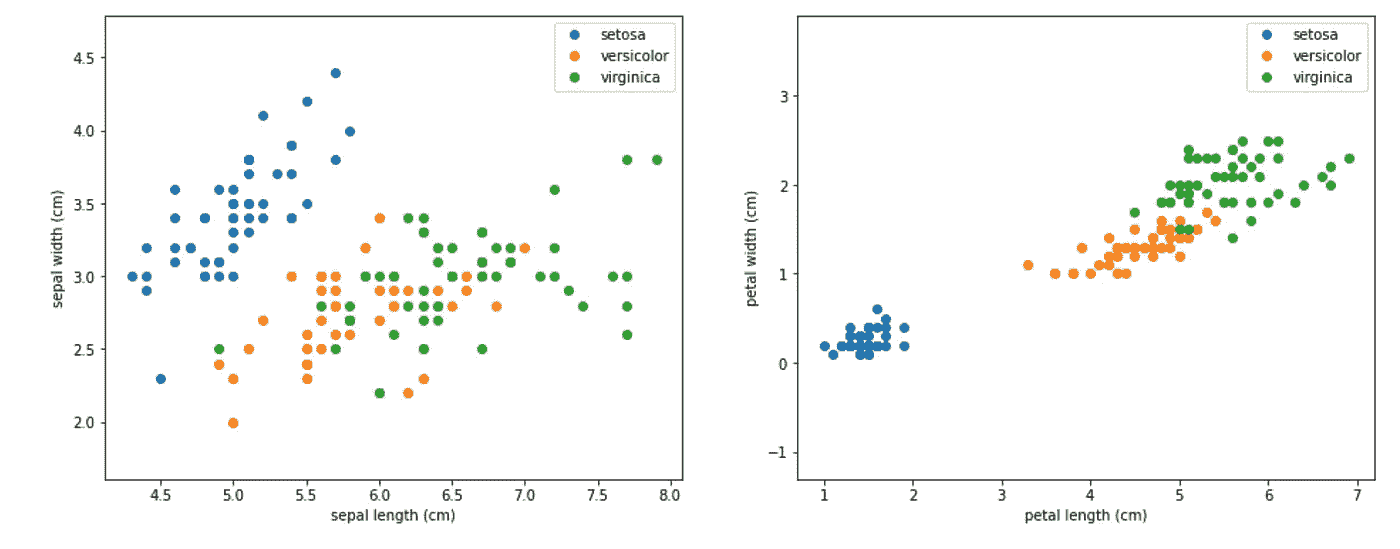 setosa
versicolor
virginica
4.5
4.0
3.5
3.0
2.5
2.0
sepal width (cm)
4.5 5.0 5.5 6.0 6.5 7.0 7.5 8.0
sepal length (cm)
setosa
versicolor
virginica
3
2
1
0
−1
petal width (cm)
1 2 3 4 5 6 7
petal length (cm)